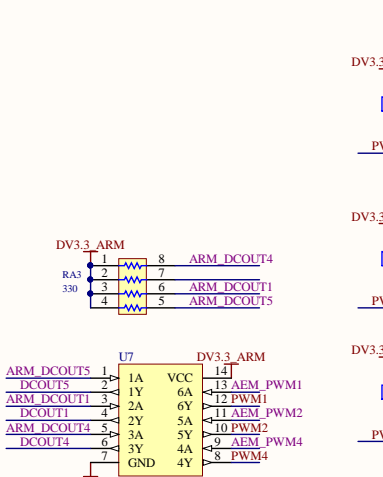 DV3.3
PW
DV3.3
DV3.3_ARM
1 8 ARM_DCOUT4
RA3 2 7
330 3 6 ARM_DCOUT1
4 5 ARM_DCOUT5
PW
U7 DV3.3_ARM
DV3.3
ARM_DCOUT5 1 1A VCC 14
DCOUT5 2 1Y 6A 13 AEM_PWM1
ARM_DCOUT1 3 2A 6Y 12 PWM1
DCOUT1 4 2Y 5A 11 AEM_PWM2
ARM_DCOUT4 5 3A 5Y 10 PWM2
DCOUT4 6 3Y 4A 9 AEM_PWM4
7 GND 4Y 8 PWM4
PW